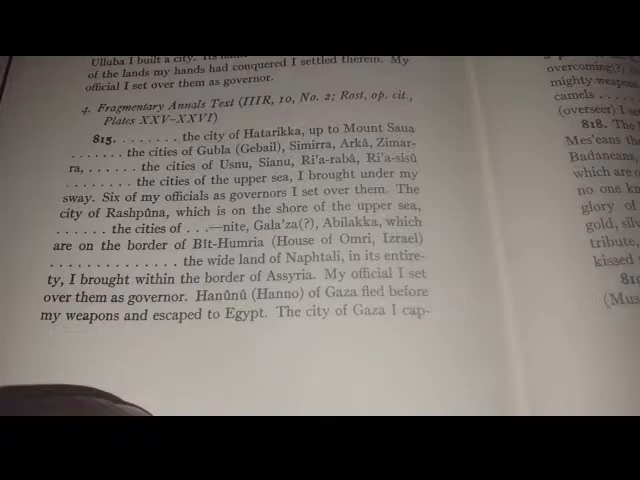 Ulluba I built a city. Its
of the lands my hands had conquered I settled therein. My
official I set over them as governor.
4. Fragmentary Annals Text (IIIR, 10, No. 2; Rost, op. cit.,
Plates XXV–XXVI)
815. . . . . . . . the city of Hatarikka, up to Mount Saua
. . . . . . . the cities of Gubla (Gebail), Simirra, Arkâ, Zimar-
ra, . . . . . . the cities of Usnu, Sianu, Ri'a-rabâ, Ri'a-sisû
. . . . . . . . the cities of the upper sea, I brought under my
sway. Six of my officials as governors I set over them. The
city of Rashpûna, which is on the shore of the upper sea,
. . . . . . the cities of . . .—nite, Gala'za(?), Abilakka, which
are on the border of Bît-Humria (House of Omri, Izrael)
. . . . . . . . . . . . . . the wide land of Naphtali, in its entire-
ty, I brought within the border of Assyria. My official I set
over them as governor. Hanûnû (Hanno) of Gaza fled before
my weapons and escaped to Egypt. The city of Gaza I cap-
overcoming(?)
mighty weapons
camels . . . . .
(overseer) I se
818. The
Mes'eans the
Badaneans,
which are o
no one kn
glory of
gold, silv
tribute,
kissed
(Mus